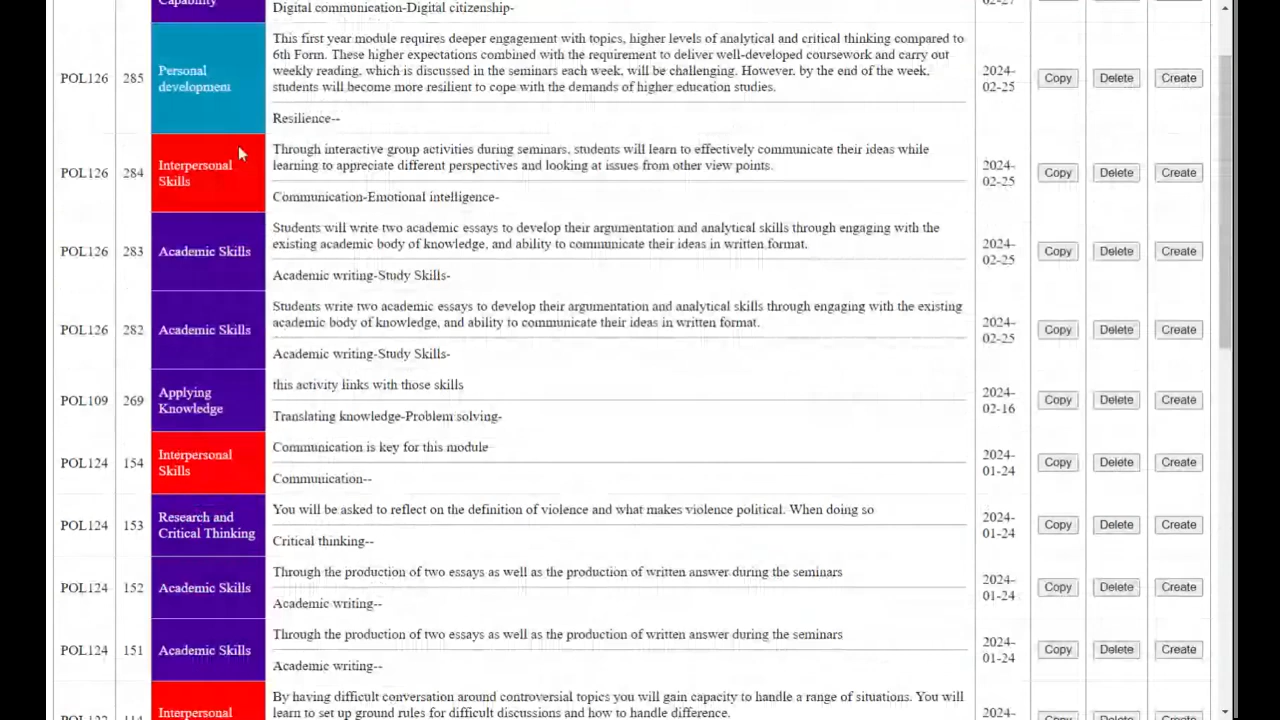 Capability
Digital communication-Digital citizenship-
02-27
POL126
285
Personal
development
This first year module requires deeper engagement with topics, higher levels of analytical and critical thinking compared to
6th Form. These higher expectations combined with the requirement to deliver well-developed coursework and carry out
weekly reading, which is discussed in the seminars each week, will be challenging. However, by the end of the week,
students will become more resilient to cope with the demands of higher education studies.
Resilience--
2024-
02-25
Copy
Delete
Create
POL126
284
Interpersonal
Skills
Through interactive group activities during seminars, students will learn to effectively communicate their ideas while
learning to appreciate different perspectives and looking at issues from other view points.
Communication-Emotional intelligence-
2024-
02-25
Copy
Delete
Create
POL126
283
Academic Skills
Students will write two academic essays to develop their argumentation and analytical skills through engaging with the
existing academic body of knowledge, and ability to communicate their ideas in written format.
Academic writing-Study Skills-
2024-
02-25
Copy
Delete
Create
POL126
282
Academic Skills
Students write two academic essays to develop their argumentation and analytical skills through engaging with the existing
academic body of knowledge, and ability to communicate their ideas in written format.
Academic writing-Study Skills-
2024-
02-25
Copy
Delete
Create
POL109
269
Applying
Knowledge
this activity links with those skills
Translating knowledge-Problem solving-
2024-
02-16
Copy
Delete
Create
POL124
154
Interpersonal
Skills
Communication is key for this module
Communication--
2024-
01-24
Copy
Delete
Create
POL124
153
Research and
Critical Thinking
You will be asked to reflect on the definition of violence and what makes violence political. When doing so
Critical thinking--
2024-
01-24
Copy
Delete
Create
POL124
152
Academic Skills
Through the production of two essays as well as the production of written answer during the seminars
Academic writing--
2024-
01-24
Copy
Delete
Create
POL124
151
Academic Skills
Through the production of two essays as well as the production of written answer during the seminars
Academic writing--
2024-
01-24
Copy
Delete
Create
Interpersonal
By having difficult conversation around controversial topics you will gain capacity to handle a range of situations. You will
learn to set up ground rules for difficult discussions and how to handle difference.
2024-